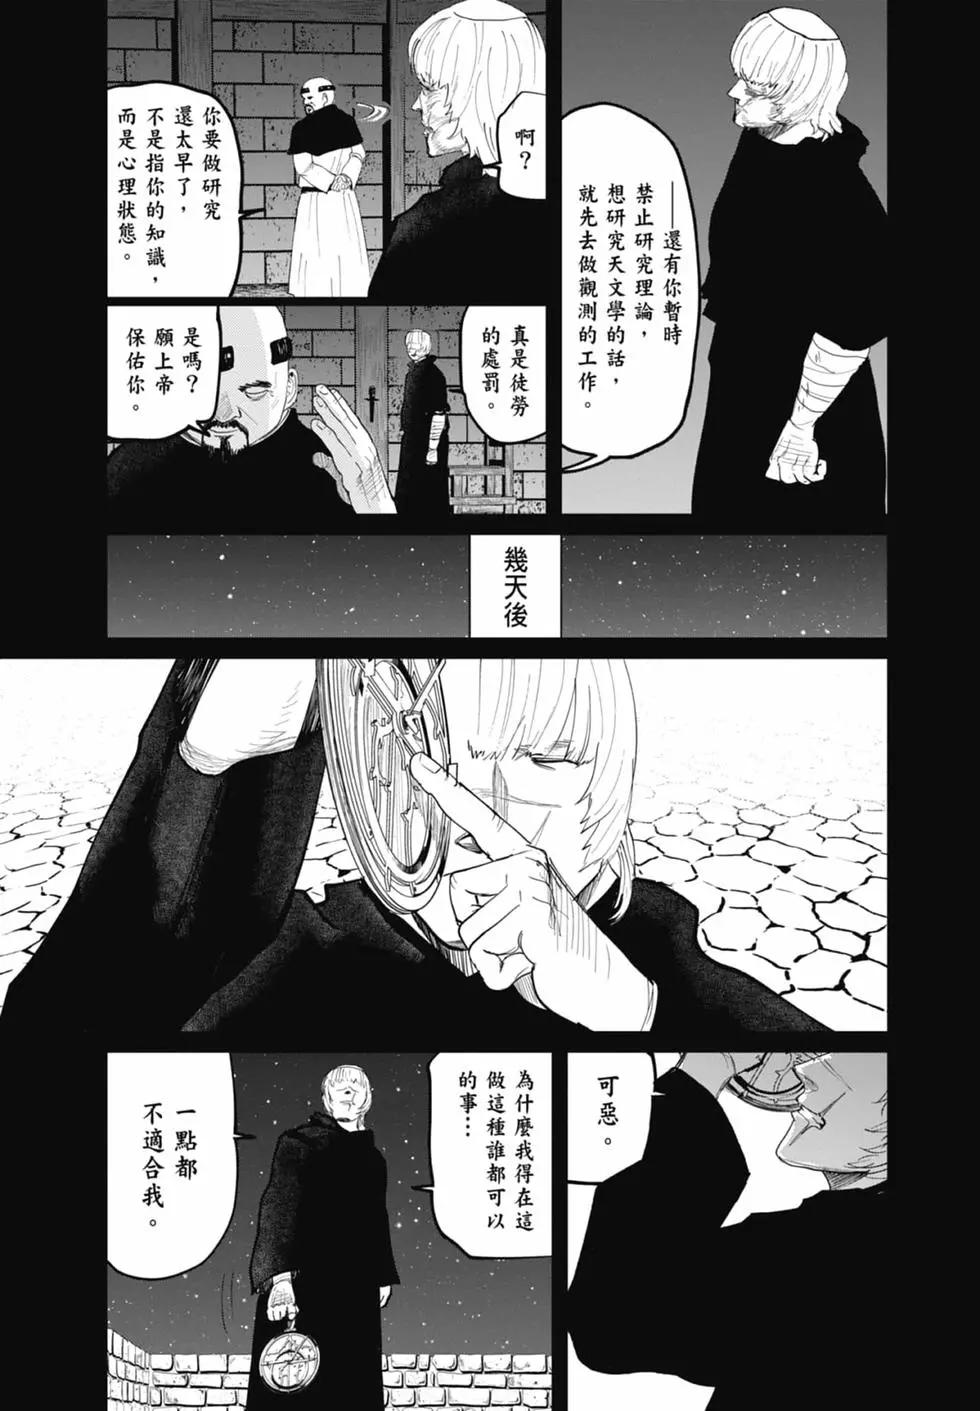 ——還有你暫時
禁止研究理論，
想研究天文學的話，
就先去做觀測的工作。
啊？
你要做研究
還太早了，
不是指你的知識，
而是心理狀態。
真是徒勞
的處罰。
是嗎？
願上帝
保佑你。
幾天後
可惡。
為什麼我得在這
做這種誰都可以
的事…
一點都
不適合我。